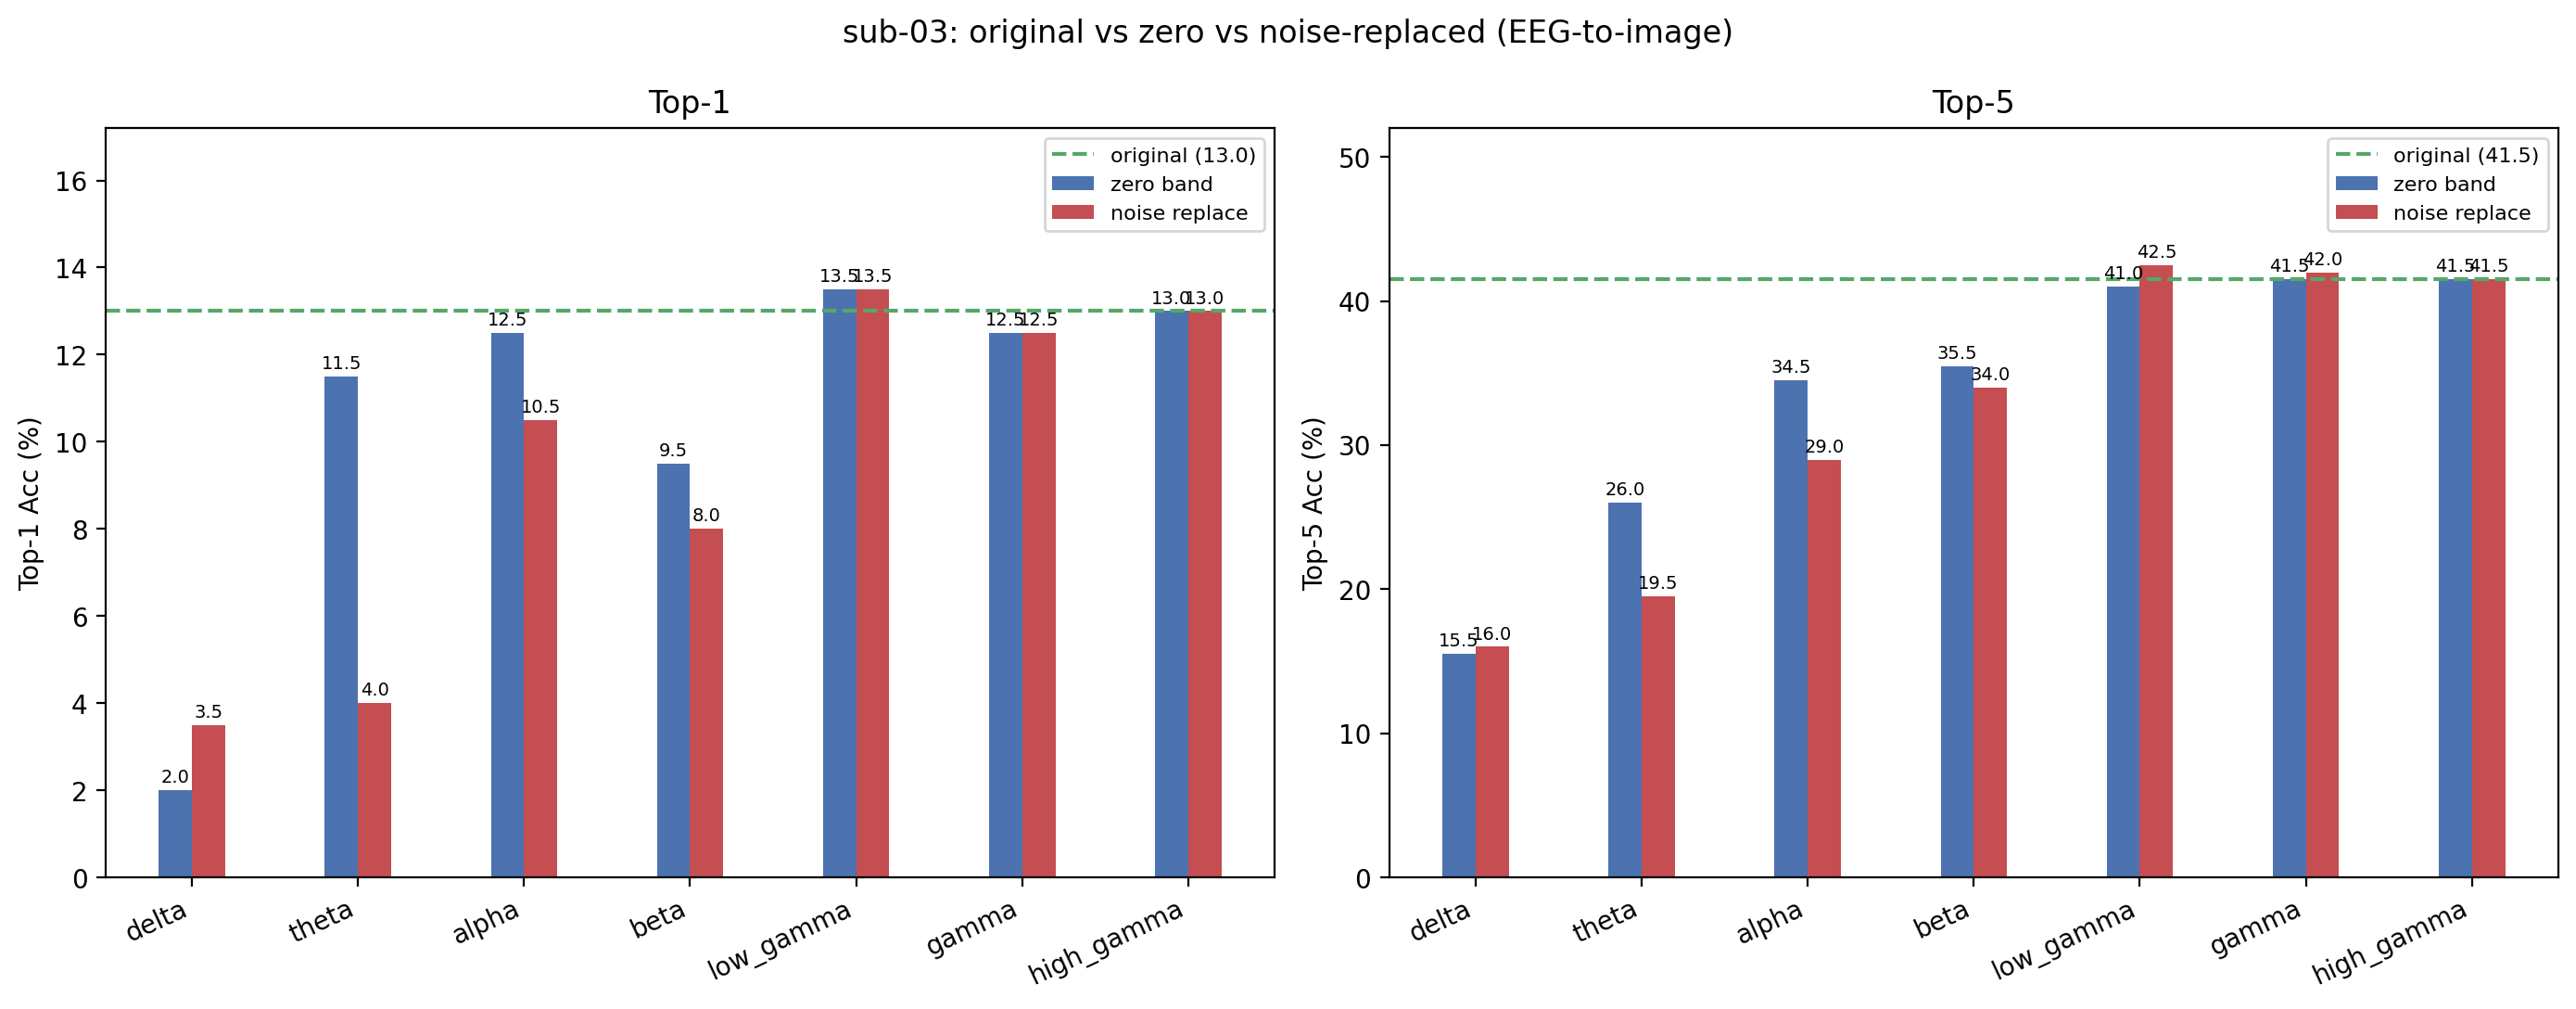 sub-03: original vs zero vs noise-replaced (EEG-to-image)
Top-1
original (13.0)
zero band
noise replace
Top-1 Acc (%)
16
14
12
10
8
6
4
2
0
2.0
3.5
11.5
4.0
12.5
10.5
9.5
8.0
13.5
13.5
12.5
12.5
13.0
13.0
delta
theta
alpha
beta
low_gamma
gamma
high_gamma
Top-5
original (41.5)
zero band
noise replace
Top-5 Acc (%)
50
40
30
20
10
0
15.5
16.0
26.0
19.5
34.5
29.0
35.5
34.0
41.0
42.5
41.5
42.0
41.5
41.5
delta
theta
alpha
beta
low_gamma
gamma
high_gamma